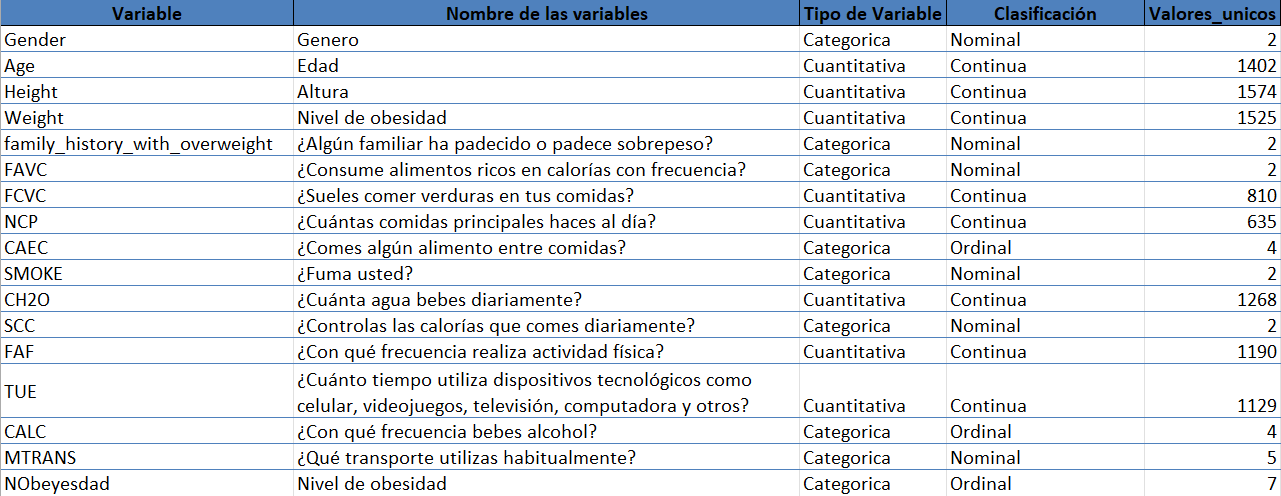 Variable Nombre de las variables Tipo de Variable Clasificación Valores_unicos
Gender Genero Categorica Nominal 2
Age Edad Cuantitativa Continua 1402
Height Altura Cuantitativa Continua 1574
Weight Nivel de obesidad Cuantitativa Continua 1525
family_history_with_overweight ¿Algún familiar ha padecido o padece sobrepeso? Categorica Nominal 2
FAVC ¿Consume alimentos ricos en calorías con frecuencia? Categorica Nominal 2
FCVC ¿Sueles comer verduras en tus comidas? Cuantitativa Continua 810
NCP ¿Cuántas comidas principales haces al día? Cuantitativa Continua 635
CAEC ¿Comes algún alimento entre comidas? Categorica Ordinal 4
SMOKE ¿Fuma usted? Categorica Nominal 2
CH2O ¿Cuánta agua bebes diariamente? Cuantitativa Continua 1268
SCC ¿Controlas las calorías que comes diariamente? Categorica Nominal 2
FAF ¿Con qué frecuencia realiza actividad física? Cuantitativa Continua 1190
TUE ¿Cuánto tiempo utiliza dispositivos tecnológicos como
celular, videojuegos, televisión, computadora y otros? Cuantitativa Continua 1129
CALC ¿Con qué frecuencia bebes alcohol? Categorica Ordinal 4
MTRANS ¿Qué transporte utilizas habitualmente? Categorica Nominal 5
NObeyesdad Nivel de obesidad Categorica Ordinal 7